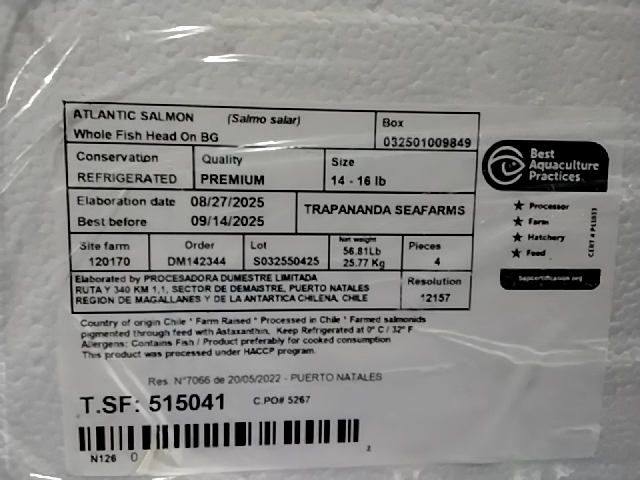 ATLANTIC SALMON (Salmo salar)
Whole Fish Head On BG
Box
032501009849
Conservation
REFRIGERATED
Quality
PREMIUM
Size
14 - 16 lb
Elaboration date 08/27/2025
Best before 09/14/2025
TRAPANANDA SEAFARMS
Site farm
120170
Order
DM142344
Lot
S032550425
Net weight
56.81Lb
25.77 Kg
Pieces
4
Elaborated by PROCESADORA DUMESTRE LIMITADA
RUTA Y 340 KM 1,1, SECTOR DE DEMAISTRE, PUERTO NATALES
REGION DE MAGALLANES Y DE LA ANTARTICA CHILENA, CHILE
Resolution
12157
Country of origin Chile * Farm Raised * Processed in Chile * Farmed salmonids
pigmented through feed with Astaxanthin, Keep Refrigerated at 0° C / 32° F
Allergens: Contains Fish / Product preferably for cooked consumption
This product was processed under HACCP program.
Res. N°7066 de 20/05/2022 - PUERTO NATALES
T.SF: 515041 C.PO# 5267
N126 0 2
Best
Aquaculture
Practices
★ Processor
★ Farm
★ Hatchery
★ Feed
CERT # P11033
bapcertification.org